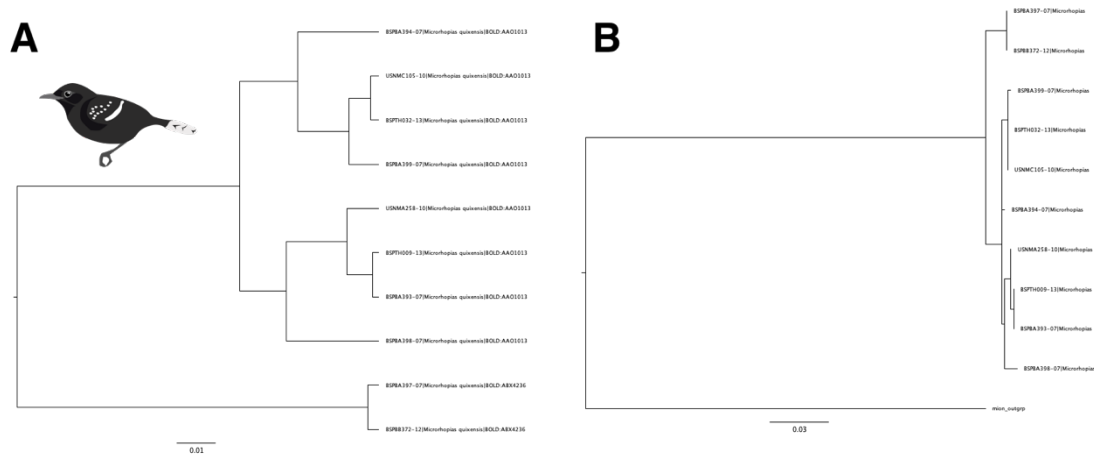 A
BSPBA394-07|Microrhopias quixensis|BOLD:AAO1013
USNMC105-10|Microrhopias quixensis|BOLD:AAO1013
BSPTH032-13|Microrhopias quixensis|BOLD:AAO1013
BSPBA399-07|Microrhopias quixensis|BOLD:AAO1013
USNMA258-10|Microrhopias quixensis|BOLD:AAO1013
BSPTH009-13|Microrhopias quixensis|BOLD:AAO1013
BSPBA393-07|Microrhopias quixensis|BOLD:AAO1013
BSPBA398-07|Microrhopias quixensis|BOLD:AAO1013
BSPBA397-07|Microrhopias quixensis|BOLD:ABX4236
BSPBB372-12|Microrhopias quixensis|BOLD:ABX4236
0.01
B
BSPBA397-07|Microrhopias
BSPBB372-12|Microrhopias
BSPBA399-07|Microrhopias
BSPTH032-13|Microrhopias
USNMC105-10|Microrhopias
BSPBA394-07|Microrhopias
USNMA258-10|Microrhopias
BSPTH009-13|Microrhopias
BSPBA393-07|Microrhopias
BSPBA398-07|Microrhopias
mion_outgrp
0.03